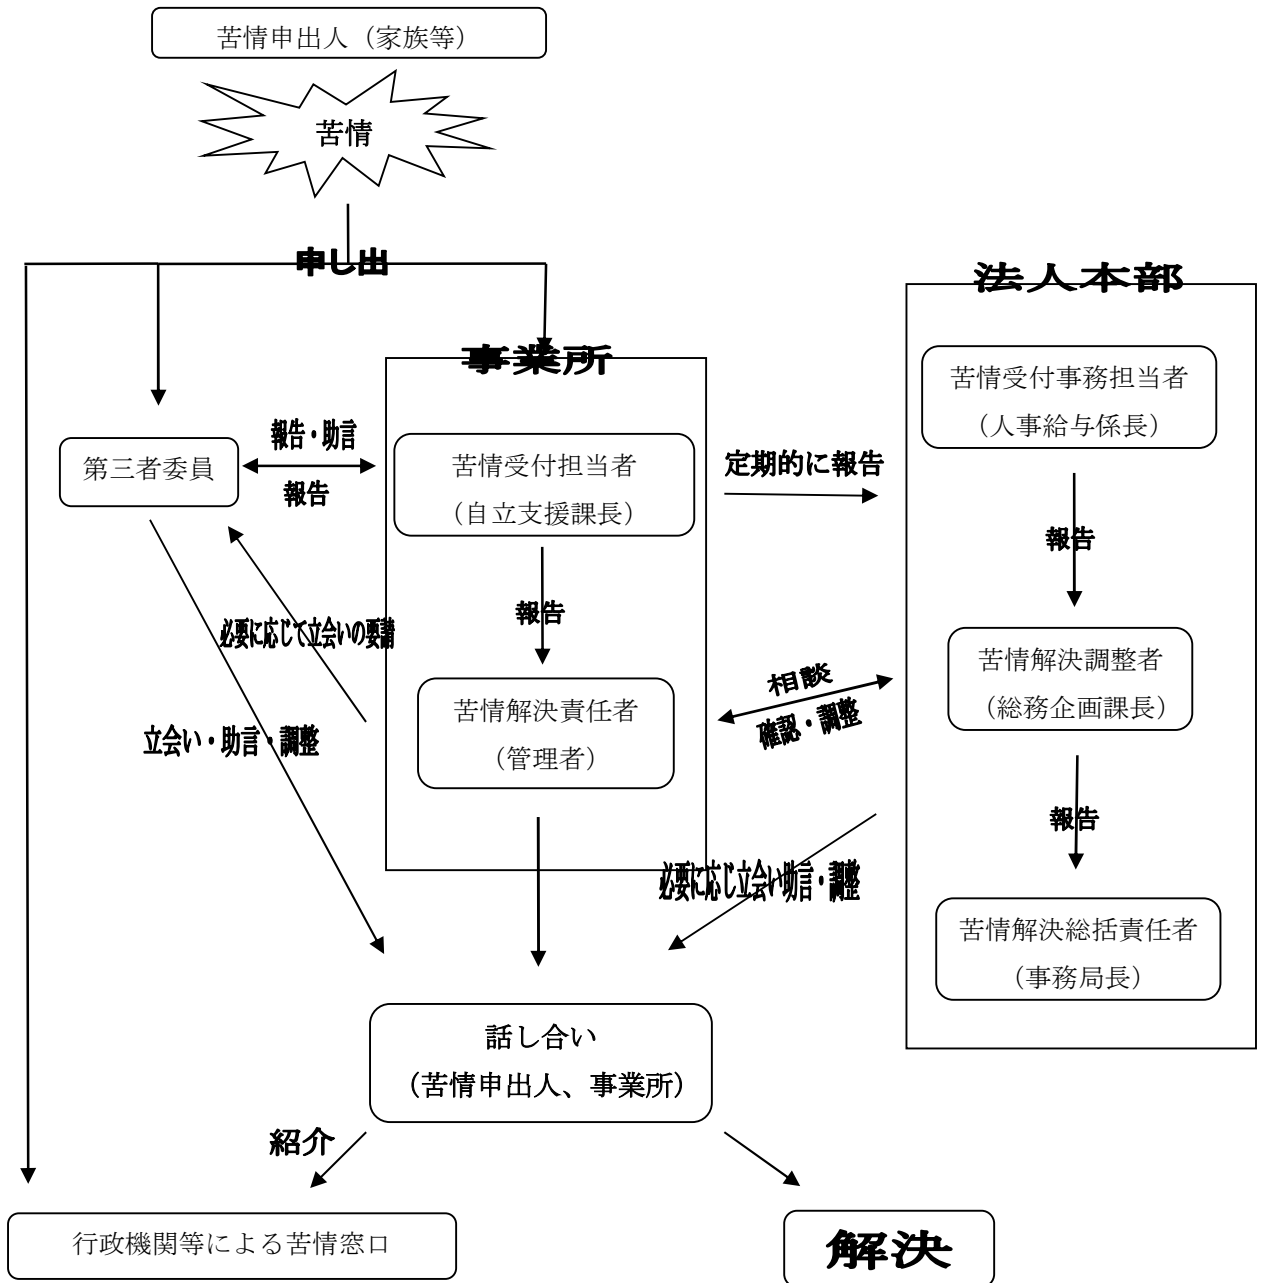 苦情申出人（家族等）
苦情
申し出
法人本部
事業所
苦情受付事務担当者
（人事給与係長）
報告・助言
第三者委員
報告
苦情受付担当者
（自立支援課長）
定期的に報告
報告
報告
必要に応じて立会いの要請
苦情解決調整者
（総務企画課長）
相談
確認・調整
苦情解決責任者
（管理者）
立会い・助言・調整
報告
必要に応じ立会い助言・調整
苦情解決総括責任者
（事務局長）
話し合い
（苦情申出人、事業所）
紹介
行政機関等による苦情窓口
解決